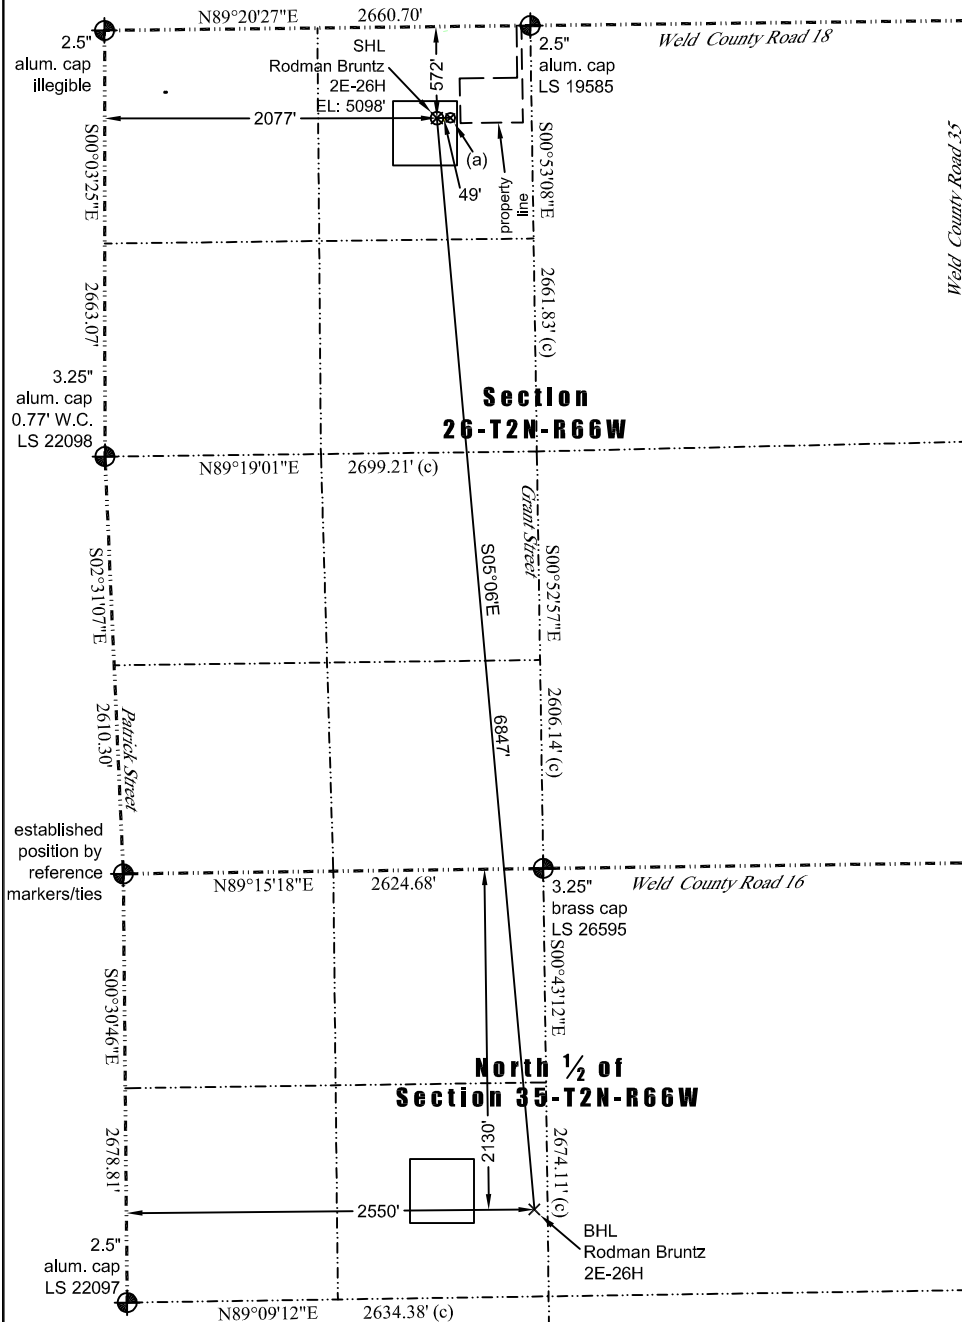 N89°20'27"E 2660.70'
2.5"
alum. cap
illegible
SHL
Rodman Bruntz
2E-26H
EL: 5098'
572'
2.5"
alum. cap
LS 19585
Weld County Road 18
2077'
(a)
49'
property
line
S00°03'25"E
2663.07'
S00°53'08"E
2661.83' (c)
Weld County Road 35
3.25"
alum. cap
0.77' W.C.
LS 22098
Section
26-T2N-R66W
N89°19'01"E 2699.21' (c)
Grant Street
S02°31'07"E
2610.30'
Patrick Street
S05°06'E
6847'
S00°52'57"E
2606.14' (c)
established
position by
reference
markers/ties
N89°15'18"E 2624.68'
3.25"
brass cap
LS 26595
Weld County Road 16
S00°30'46"E
2678.81'
S00°43'12"E
2674.11' (c)
North ½ of
Section 35-T2N-R66W
2130'
2550'
BHL
Rodman Bruntz
2E-26H
2.5"
alum. cap
LS 22097
N89°09'12"E 2634.38' (c)